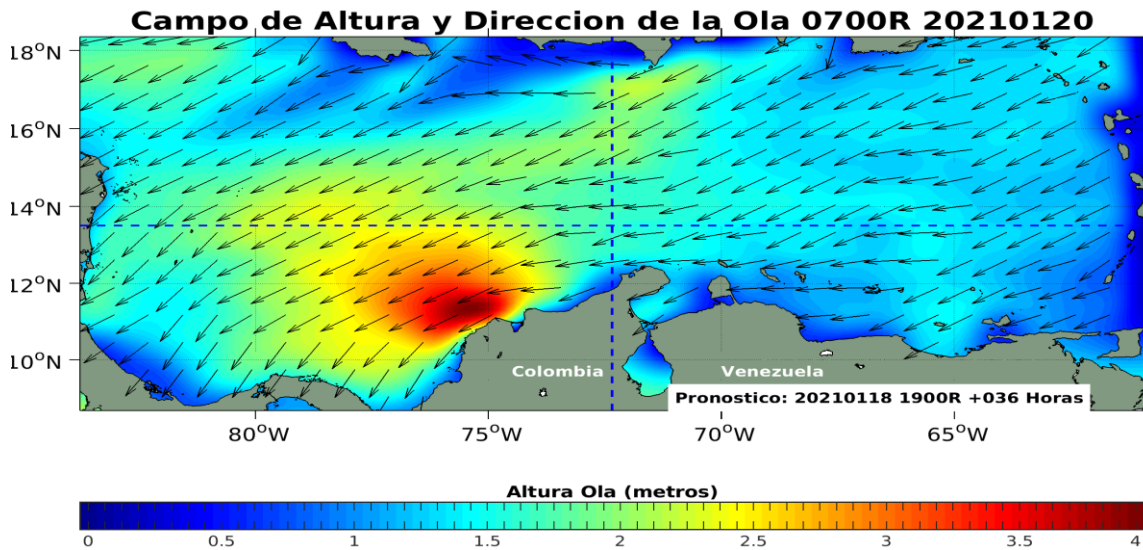 Campo de Altura y Direccion de la Ola 0700R 20210120
18°N
16°N
14°N
12°N
10°N
Colombia
Venezuela
Pronostico: 20210118 1900R +036 Horas
80°W
75°W
70°W
65°W
Altura Ola (metros)
0 0.5 1 1.5 2 2.5 3 3.5 4